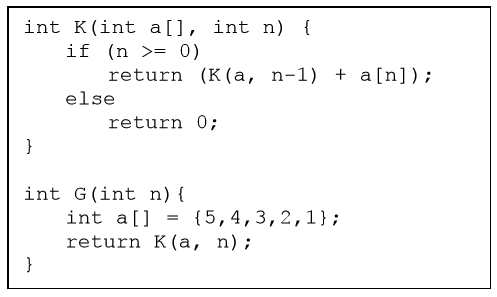 int K(int a[], int n) {
    if (n >= 0)
        return (K(a, n-1) + a[n]);
    else
        return 0;
}

int G(int n){
    int a[] = {5,4,3,2,1};
    return K(a, n);
}